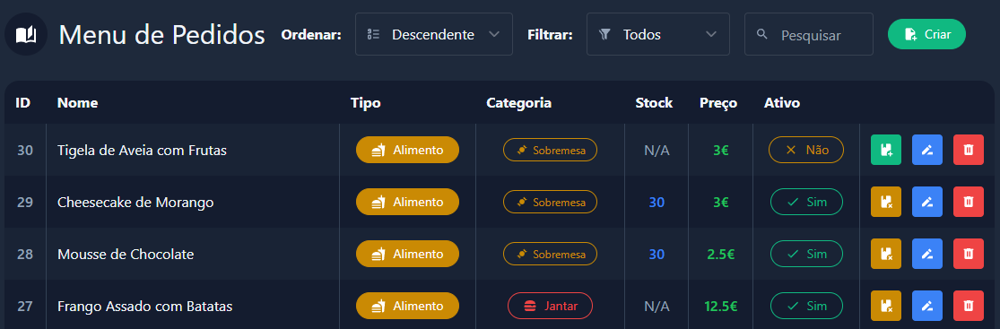 Menu de Pedidos Ordenar: Descendente Filtrar: Todos Pesquisar Criar
ID Nome Tipo Categoria Stock Preço Ativo
30 Tigela de Aveia com Frutas Alimento Sobremesa N/A 3€ Não
29 Cheesecake de Morango Alimento Sobremesa 30 3€ Sim
28 Mousse de Chocolate Alimento Sobremesa 30 2.5€ Sim
27 Frango Assado com Batatas Alimento Jantar N/A 12.5€ Sim